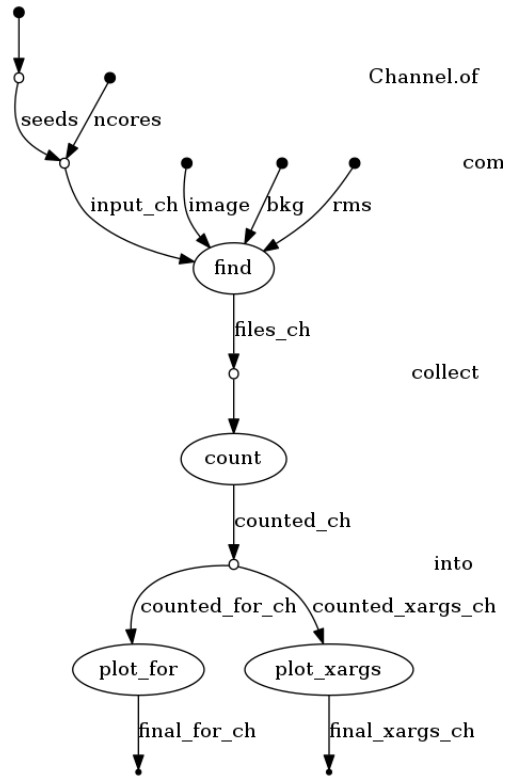 Channel.of
seeds
ncores
com
input_ch
image
bkg
rms
find
files_ch
collect
count
counted_ch
into
counted_for_ch
counted_xargs_ch
plot_for
plot_xargs
final_for_ch
final_xargs_ch